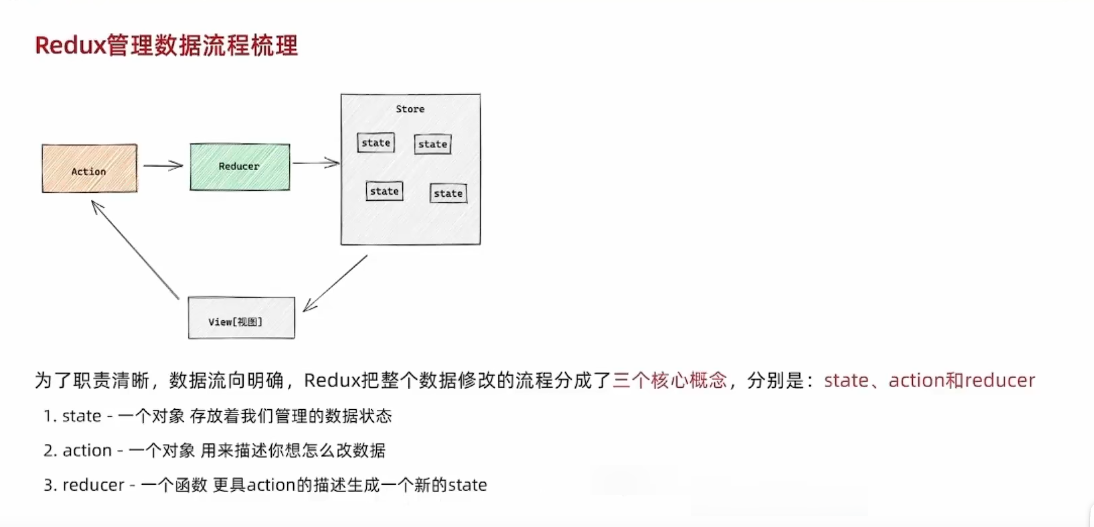 Redux管理数据流程梳理
Store
state
state
Action
Reducer
state
state
View[视图]
为了职责清晰，数据流向明确，Redux把整个数据修改的流程分成了三个核心概念，分别是：state、action和reducer
1. state - 一个对象 存放着我们管理的数据状态
2. action - 一个对象 用来描述你想怎么改数据
3. reducer - 一个函数 更具action的描述生成一个新的state